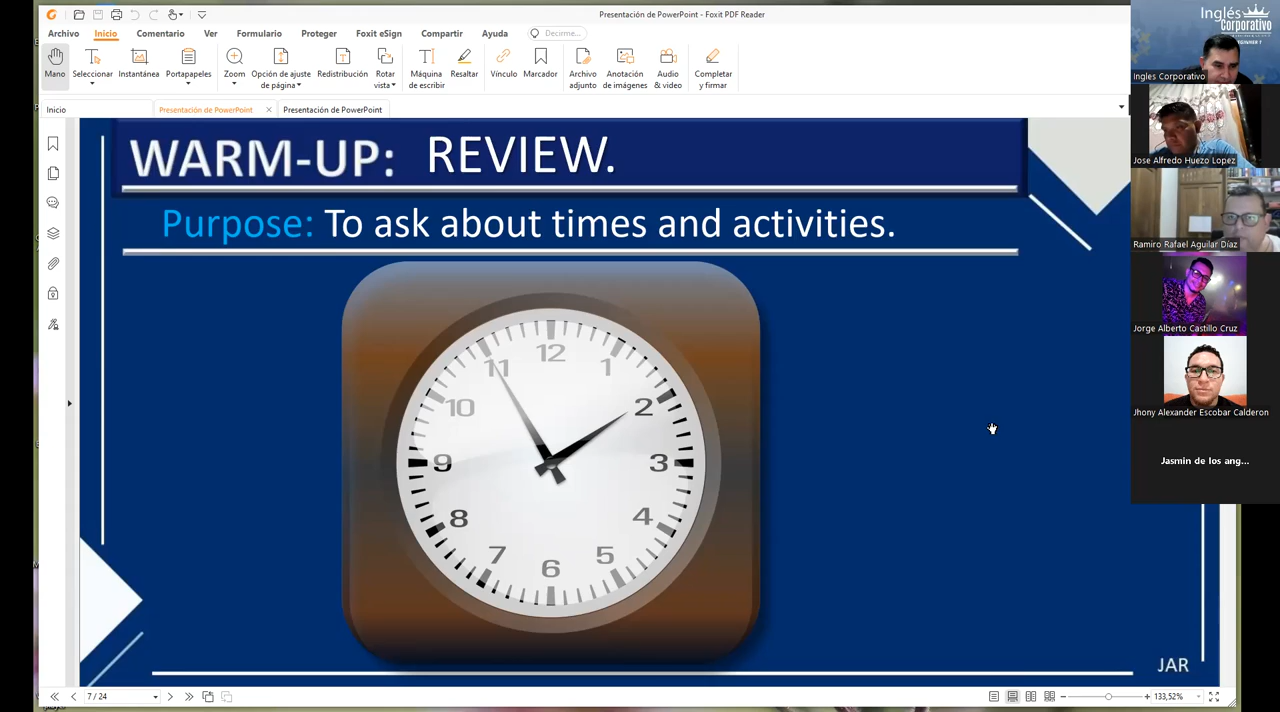 Presentación de PowerPoint - Foxit PDF Reader
Archivo Inicio Comentario Ver Formulario Proteger Foxit eSign Compartir Ayuda Decirme...
Mano Seleccionar Instantánea Portapapeles Zoom Opción de ajuste de página Redistribución Rotar vista Máquina de escribir Resaltar Vínculo Marcador Archivo adjunto Anotación de imágenes Audio & video Completar y firmar
Inicio Presentación de PowerPoint Presentación de PowerPoint
WARM-UP: REVIEW.
Purpose: To ask about times and activities.
12
11 1
10 2
9 3
8 4
7 5
6
JAR
7 / 24
133,52%
Inglés
Corporativo
BEGINNER 1
Ingles Corporativo
Jose Alfredo Huezo Lopez
Ramiro Rafael Aguilar Díaz
Jorge Alberto Castillo Cruz
Jhony Alexander Escobar Calderon
Jasmin de los ang...